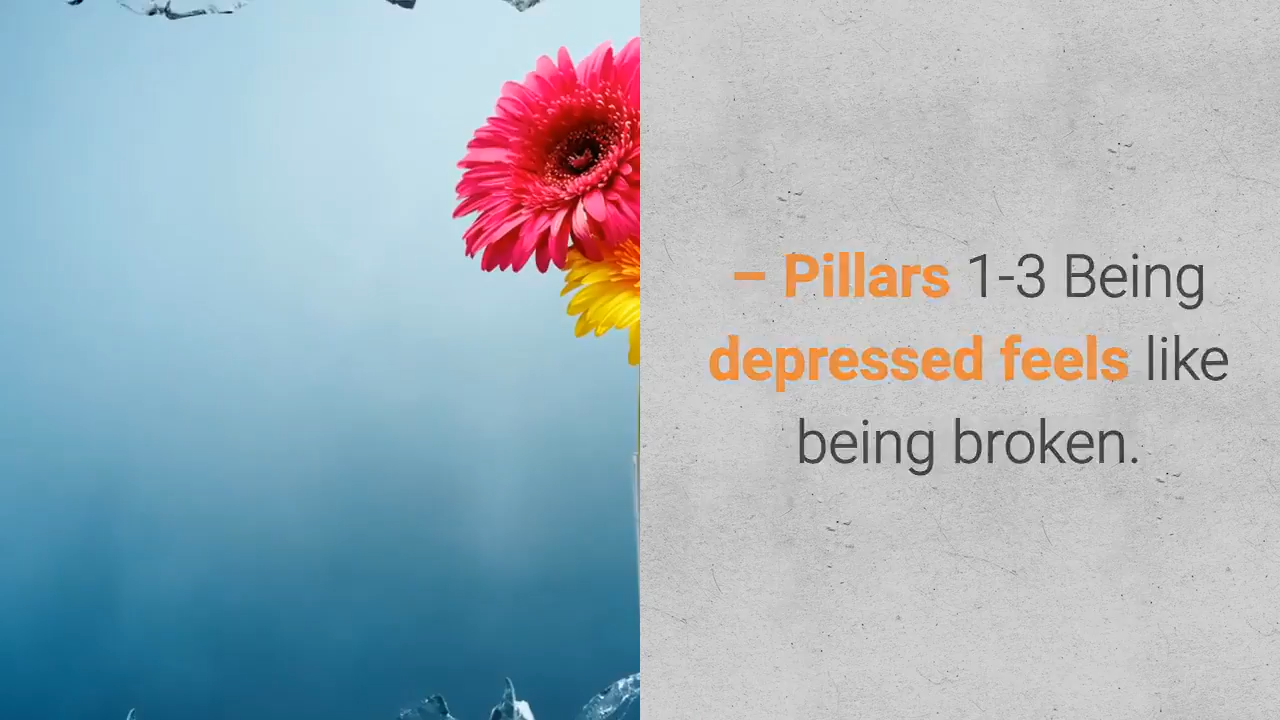 – Pillars 1-3 Being
depressed feels like
being broken.